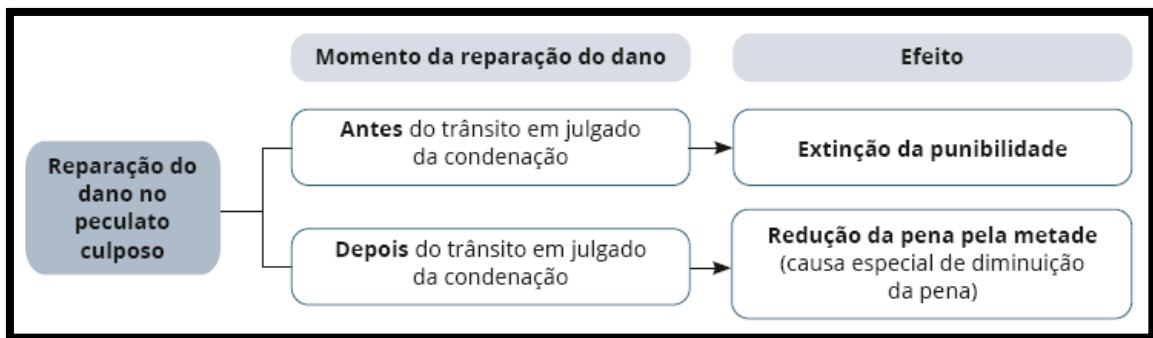 Momento da reparação do dano
Efeito
Reparação do
dano no
peculato
culposo
Antes do trânsito em julgado
da condenação
Extinção da punibilidade
Depois do trânsito em julgado
da condenação
Redução da pena pela metade
(causa especial de diminuição
da pena)